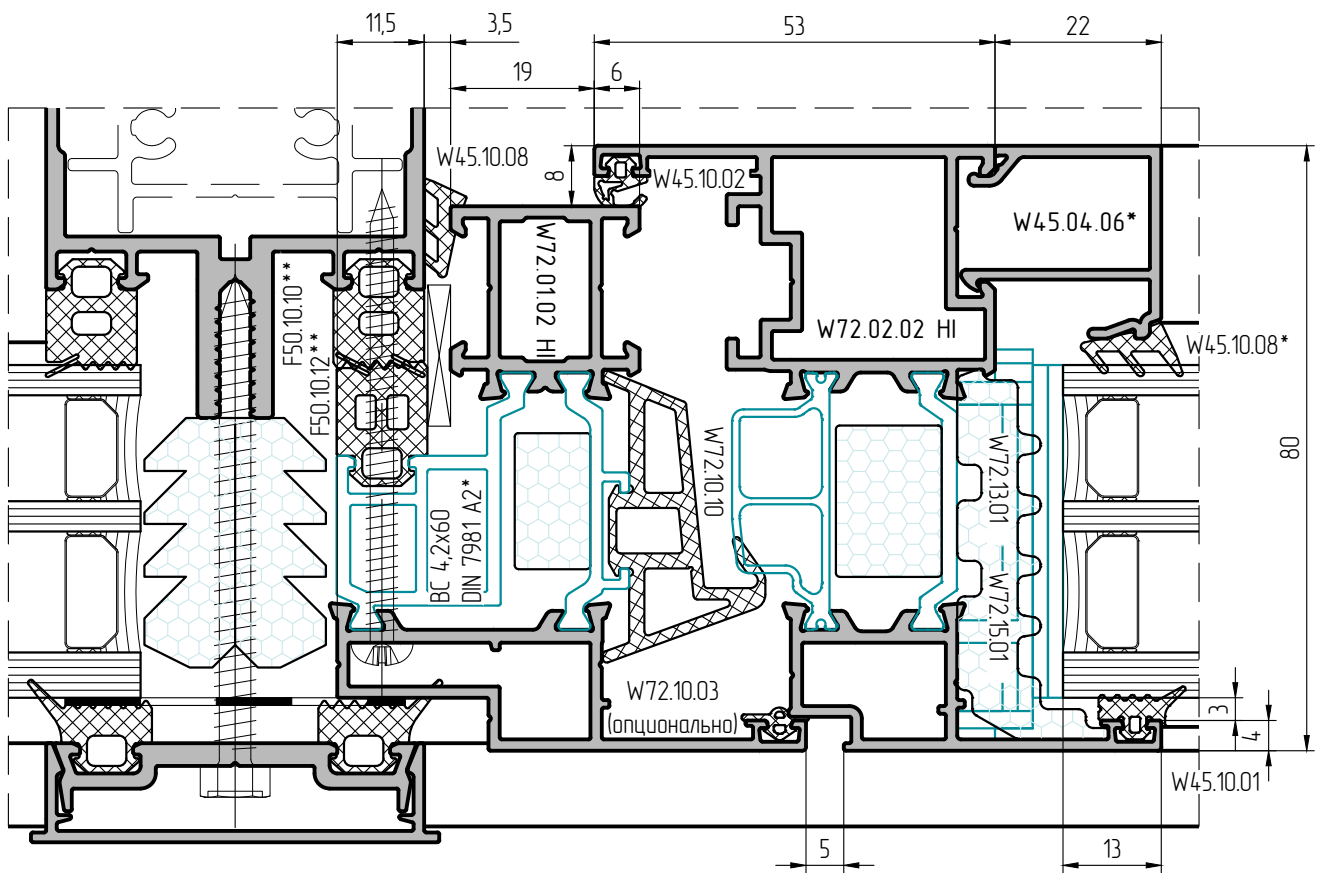 11,5
3,5
53
22
19
6
W45.10.08
8
W45.10.02
W45.04.06*
W72.01.02 HI
F50.10.10**
F50.10.12**
W72.02.02 HI
W45.10.08*
80
W72.10.10
W72.13.01
BC 4,2x60
DIN 7981 A2*
W72.15.01
W72.10.03
(опционально)
3
4
W45.10.01
5
13